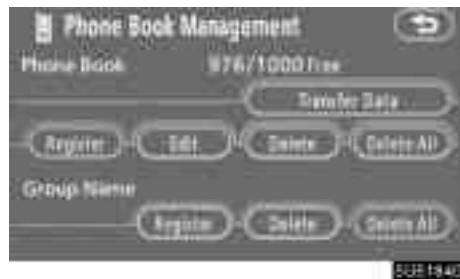 Phone Book Management
Phone Book 976/1000 Free
Transfer Data
Register Edit Delete Delete All
Group Name
Register Delete Delete All